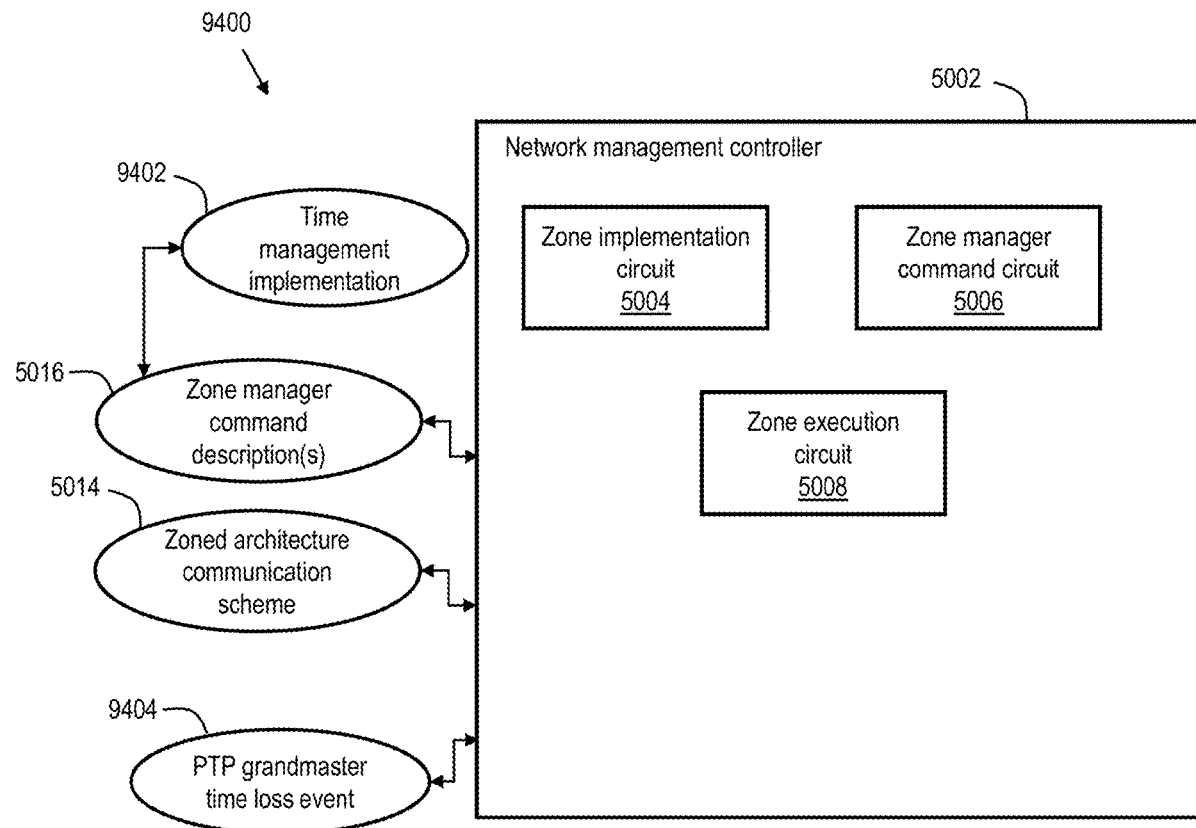 9400
5002
Network management controller
9402
Time
management
implementation
Zone implementation
circuit
5004
Zone manager
command circuit
5006
5016
Zone manager
command
description(s)
Zone execution
circuit
5008
5014
Zoned architecture
communication
scheme
9404
PTP grandmaster
time loss event